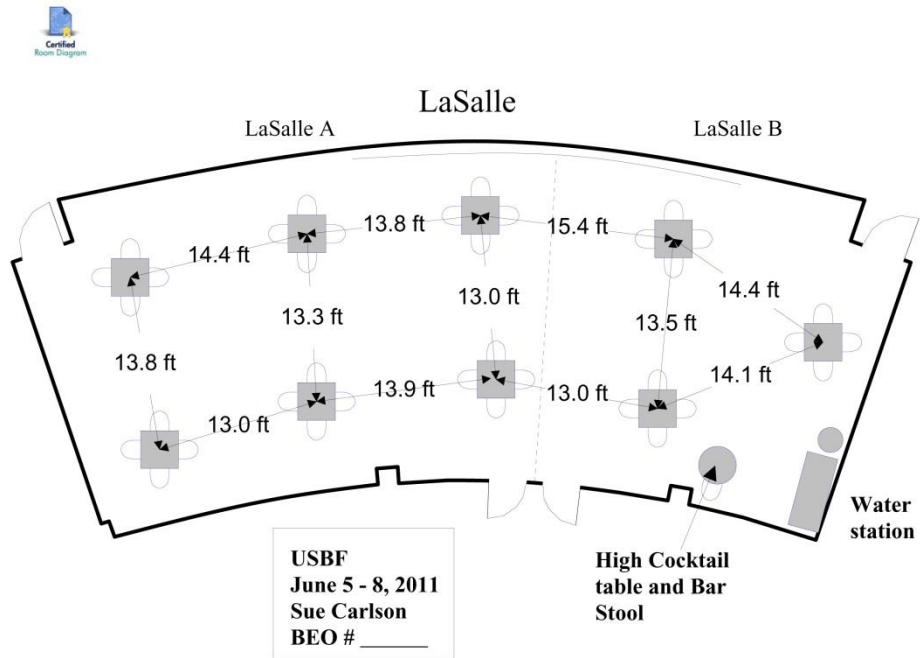 Certified
Room Diagram
LaSalle
LaSalle A
LaSalle B
13.8 ft
15.4 ft
14.4 ft
14.4 ft
13.3 ft
13.0 ft
13.5 ft
13.8 ft
14.1 ft
13.9 ft
13.0 ft
13.0 ft
Water
station
USBF
June 5 - 8, 2011
Sue Carlson
BEO # ______
High Cocktail
table and Bar
Stool